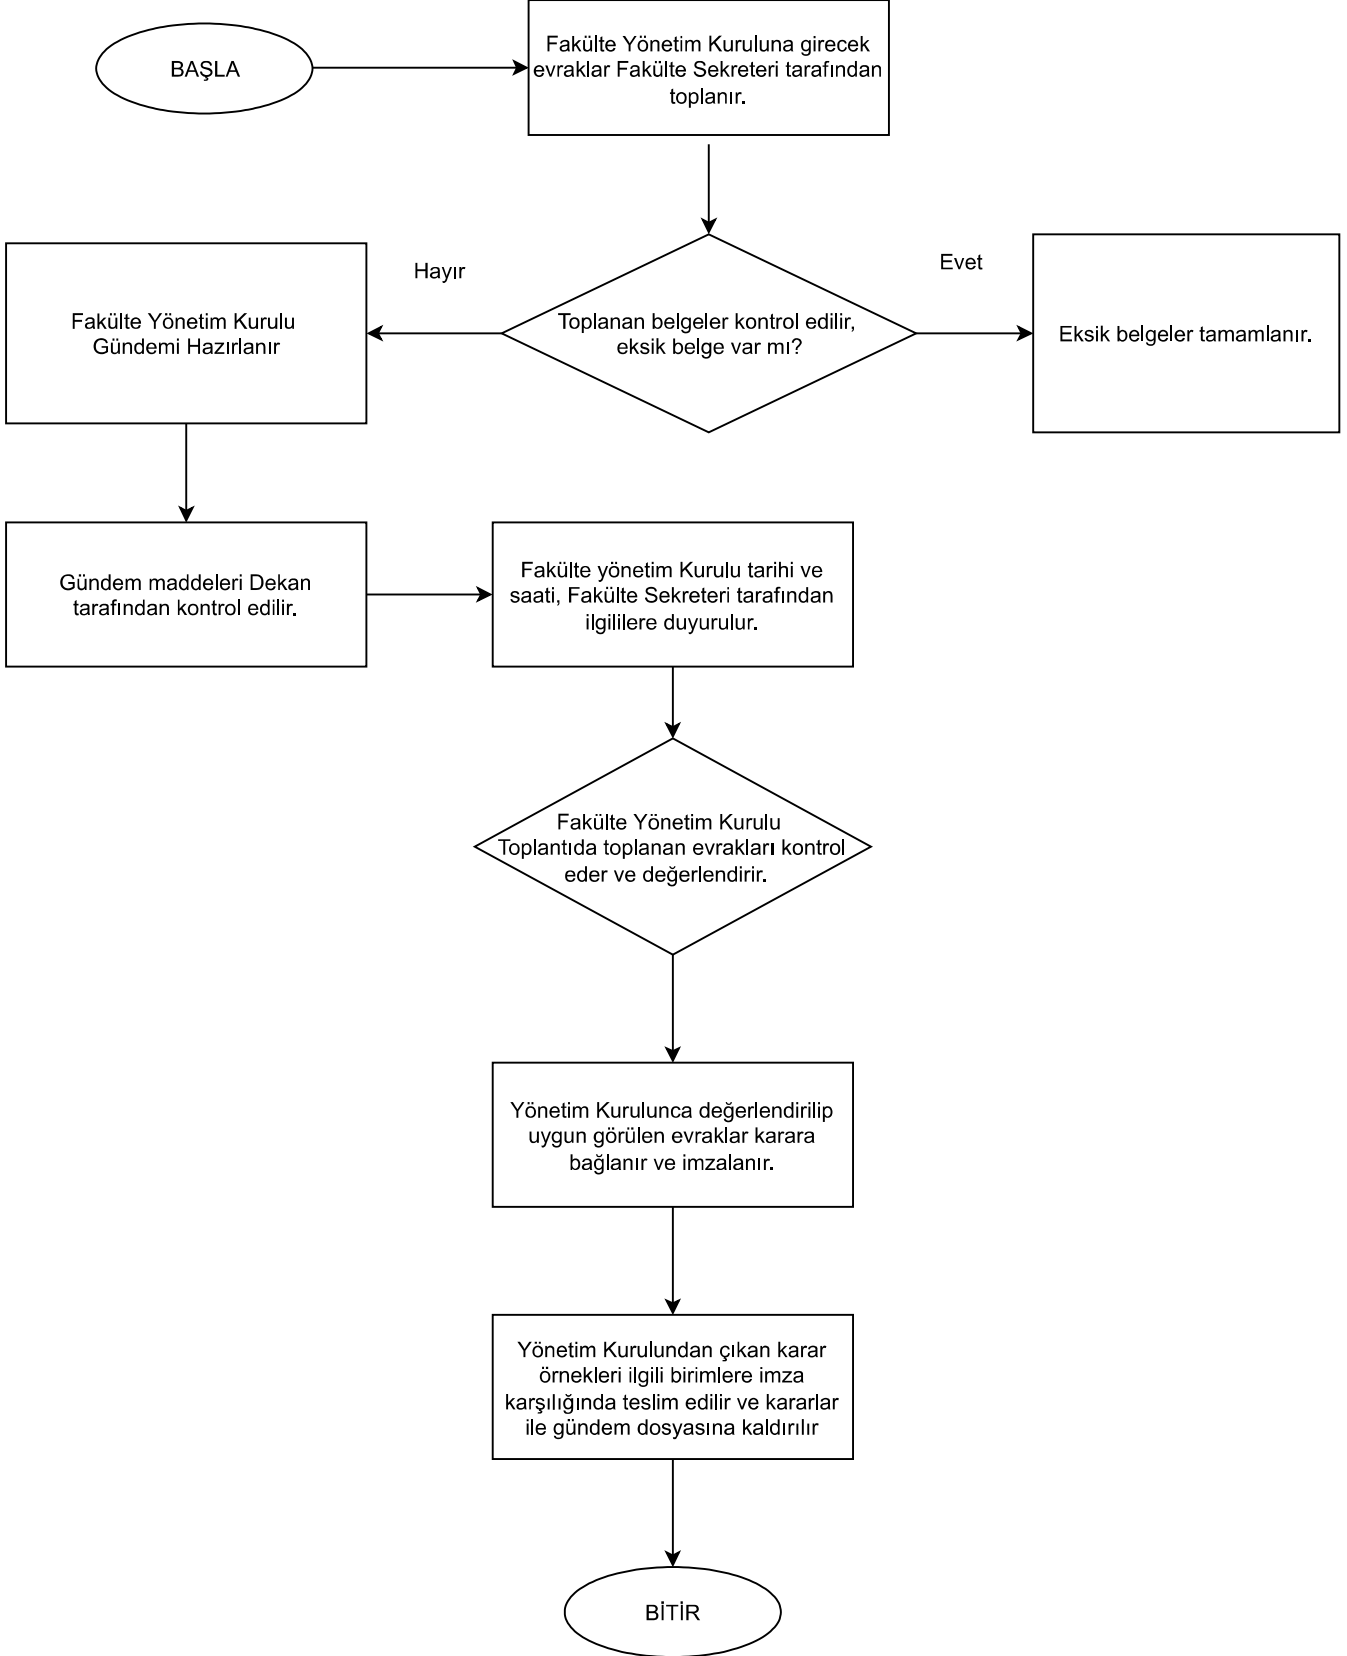 BAŞLA
Fakülte Yönetim Kuruluna girecek
evraklar Fakülte Sekreteri tarafından
toplanır.
Hayır
Evet
Fakülte Yönetim Kurulu
Gündemi Hazırlanır
Toplanan belgeler kontrol edilir,
eksik belge var mı?
Eksik belgeler tamamlanır.
Gündem maddeleri Dekan
tarafından kontrol edilir.
Fakülte yönetim Kurulu tarihi ve
saati, Fakülte Sekreteri tarafından
ilgililere duyurulur.
Fakülte Yönetim Kurulu
Toplantıda toplanan evrakları kontrol
eder ve değerlendirir.
Yönetim Kurulunca değerlendirilip
uygun görülen evraklar karara
bağlanır ve imzalanır.
Yönetim Kurulundan çıkan karar
örnekleri ilgili birimlere imza
karşılığında teslim edilir ve kararlar
ile gündem dosyasına kaldırılır
BİTİR